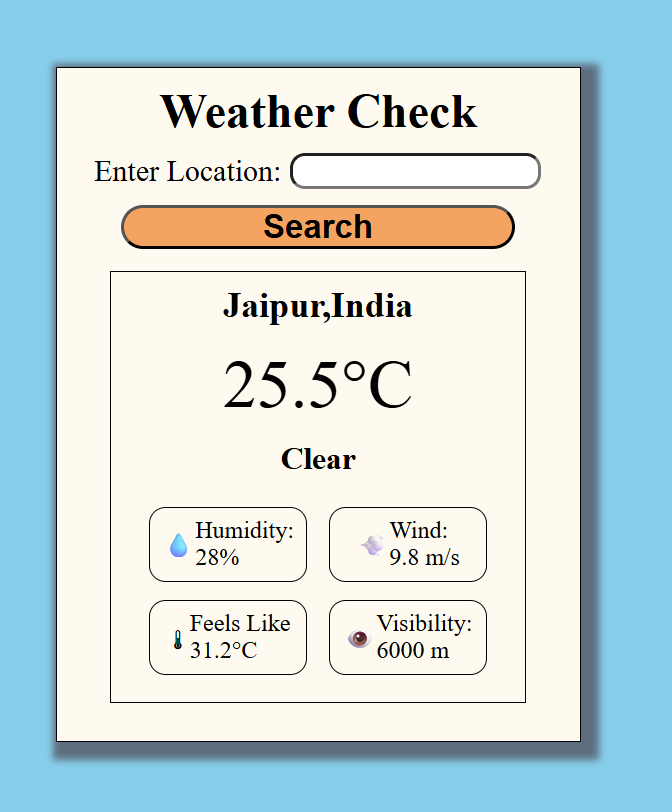 Weather Check
Enter Location:
Search
Jaipur,India
25.5°C
Clear
Humidity:
28%
Wind:
9.8 m/s
Feels Like
31.2°C
Visibility:
6000 m